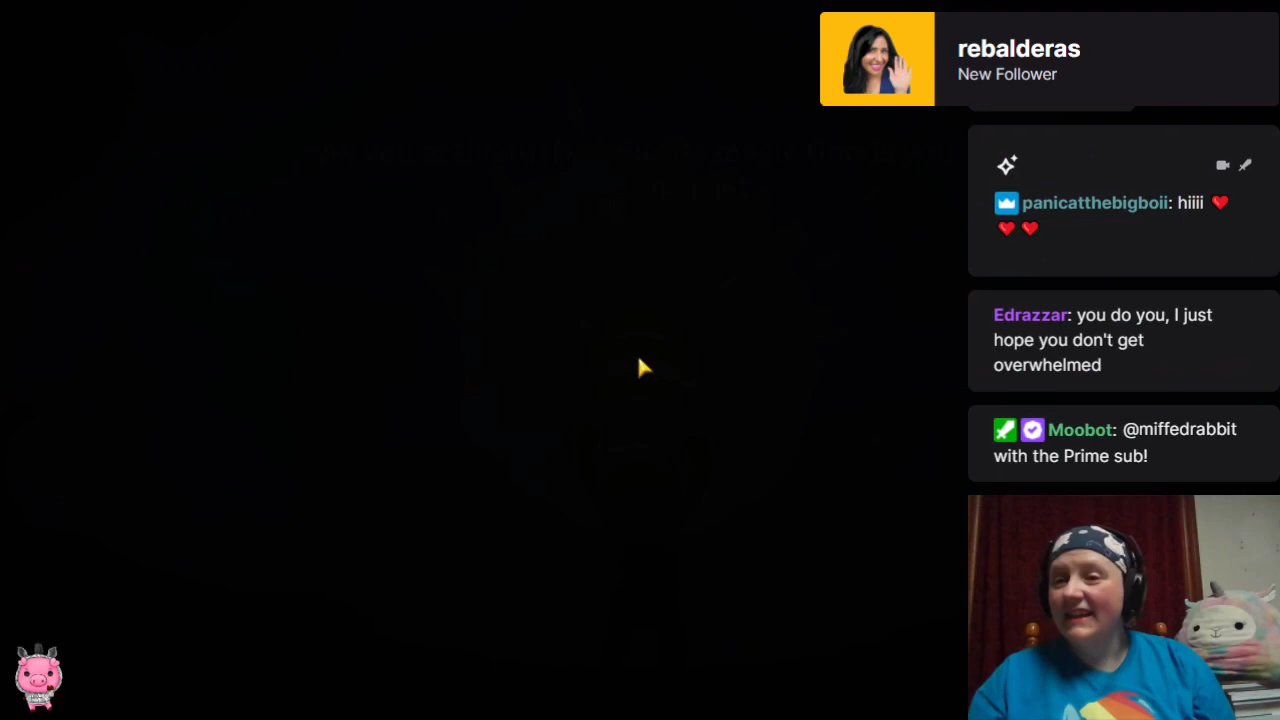 rebalderas
New Follower
panicatthebigboii: hiiii
Edrazzar: you do you, I just
hope you don't get
overwhelmed
Moobot: @miffedrabbit
with the Prime sub!